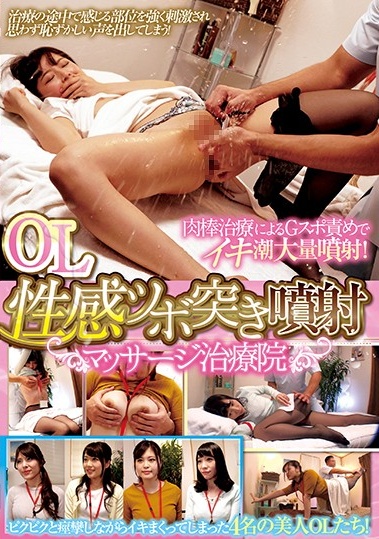 治療の途中で感じる部位を強く刺激され
思わず恥ずかしい声を出してしまう!
肉棒治療によるGスポ責めで
イキ潮大量噴射!
OL
性感ツボ突き噴射
マッサージ治療院
ビクビクと痙攣しながらイキまくってしまった4名の美人OLたち!